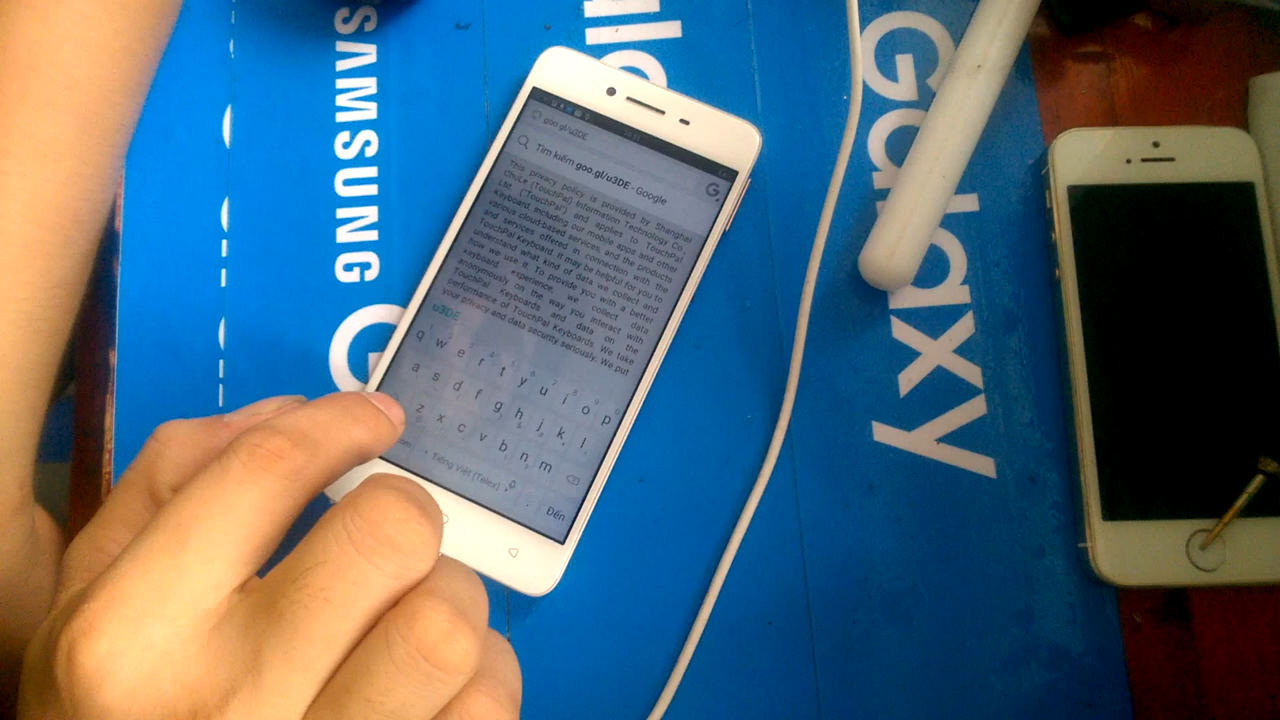 SAMSUNG
G
Galaxy
goo.gl/u3DE
Tìm kiếm goo.gl/u3DE - Google
G
This privacy policy is provided by Shanghai
ChuLe (TouchPal) Information Technology Co.,
Ltd. ("TouchPal") and applies to TouchPal
Keyboard, including our mobile apps and other
various cloud-based services, and the products
and services offered in connection with the
TouchPal Keyboard. It may be helpful for you to
understand what kind of data we collect and
how we use it. To provide you with a better
keyboard experience, we collect data
anonymously on the way you interact with
TouchPal Keyboards and data on the
performance of TouchPal Keyboards. We take
your privacy and data security seriously. We put
u3DE
q w e r t y u i o p
a s d f g h j k l
z x c v b n m
Tiếng Việt (Telex)
Đến